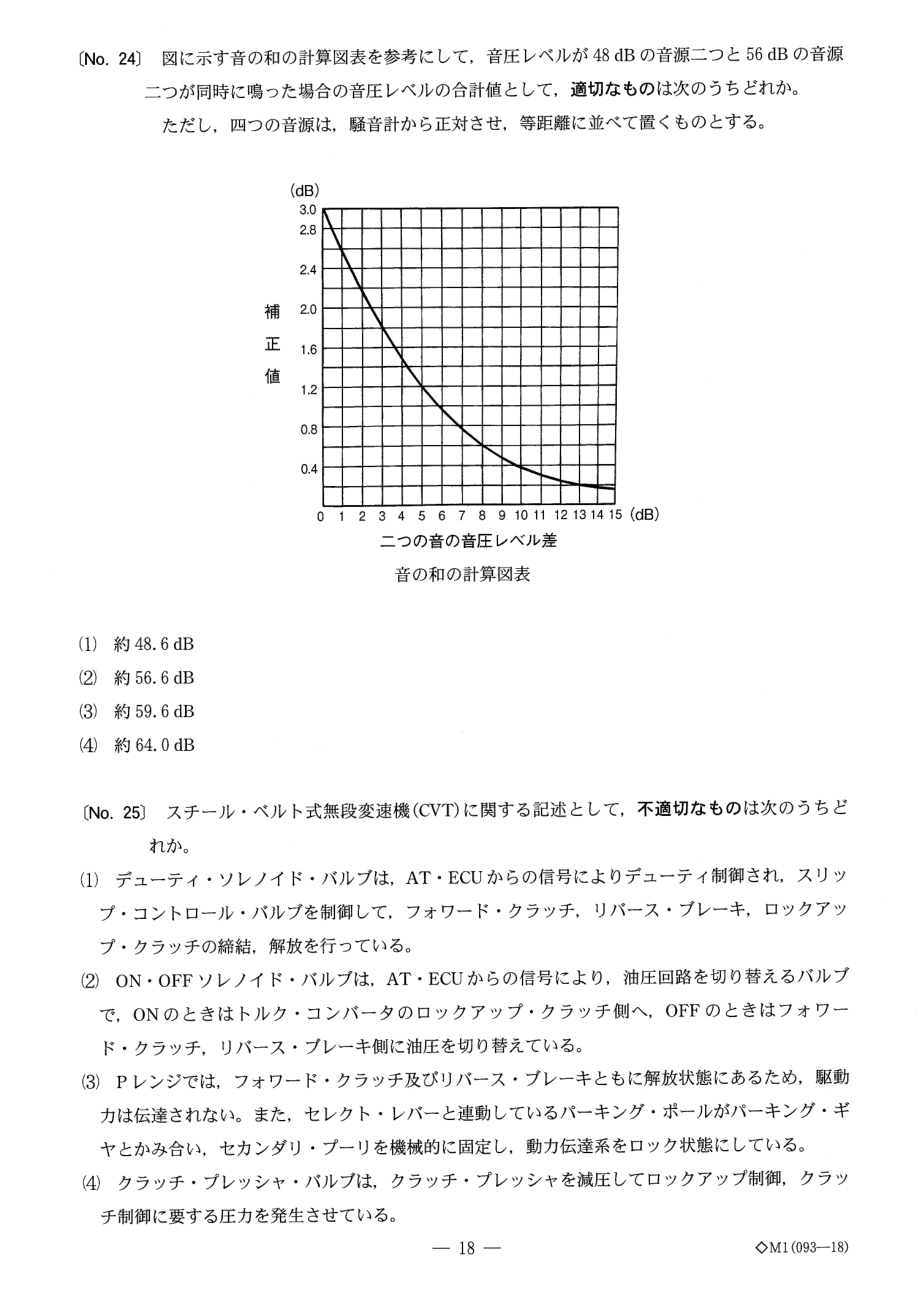 〔No. 24〕 図に示す音の和の計算図表を参考にして，音圧レベルが 48 dB の音源二つと 56 dB の音源
二つが同時に鳴った場合の音圧レベルの合計値として，適切なものは次のうちどれか。
ただし，四つの音源は，騒音計から正対させ，等距離に並べて置くものとする。
(dB)
3.0
2.8
2.4
2.0
1.6
1.2
0.8
0.4
補正値
0 1 2 3 4 5 6 7 8 9 10 11 12 13 14 15 (dB)
二つの音の音圧レベル差
音の和の計算図表
⑴ 約 48.6 dB
⑵ 約 56.6 dB
⑶ 約 59.6 dB
⑷ 約 64.0 dB
〔No. 25〕 スチール・ベルト式無段変速機(CVT)に関する記述として，不適切なものは次のうちど
れか。
⑴ デューティ・ソレノイド・バルブは，AT・ECU からの信号によりデューティ制御され，スリッ
プ・コントロール・バルブを制御して，フォワード・クラッチ，リバース・ブレーキ，ロックアッ
プ・クラッチの締結，解放を行っている。
⑵ ON・OFF ソレノイド・バルブは，AT・ECU からの信号により，油圧回路を切り替えるバルブ
で，ON のときはトルク・コンバータのロックアップ・クラッチ側へ，OFF のときはフォワー
ド・クラッチ，リバース・ブレーキ側に油圧を切り替えている。
⑶ P レンジでは，フォワード・クラッチ及びリバース・ブレーキともに解放状態にあるため，駆動
力は伝達されない。また，セレクト・レバーと連動しているパーキング・ポールがパーキング・ギ
ヤとかみ合い，セカンダリ・プーリを機械的に固定し，動力伝達系をロック状態にしている。
⑷ クラッチ・プレッシャ・バルブは，クラッチ・プレッシャを減圧してロックアップ制御，クラッ
チ制御に要する圧力を発生させている。
― 18 ―
◇M1(093―18)